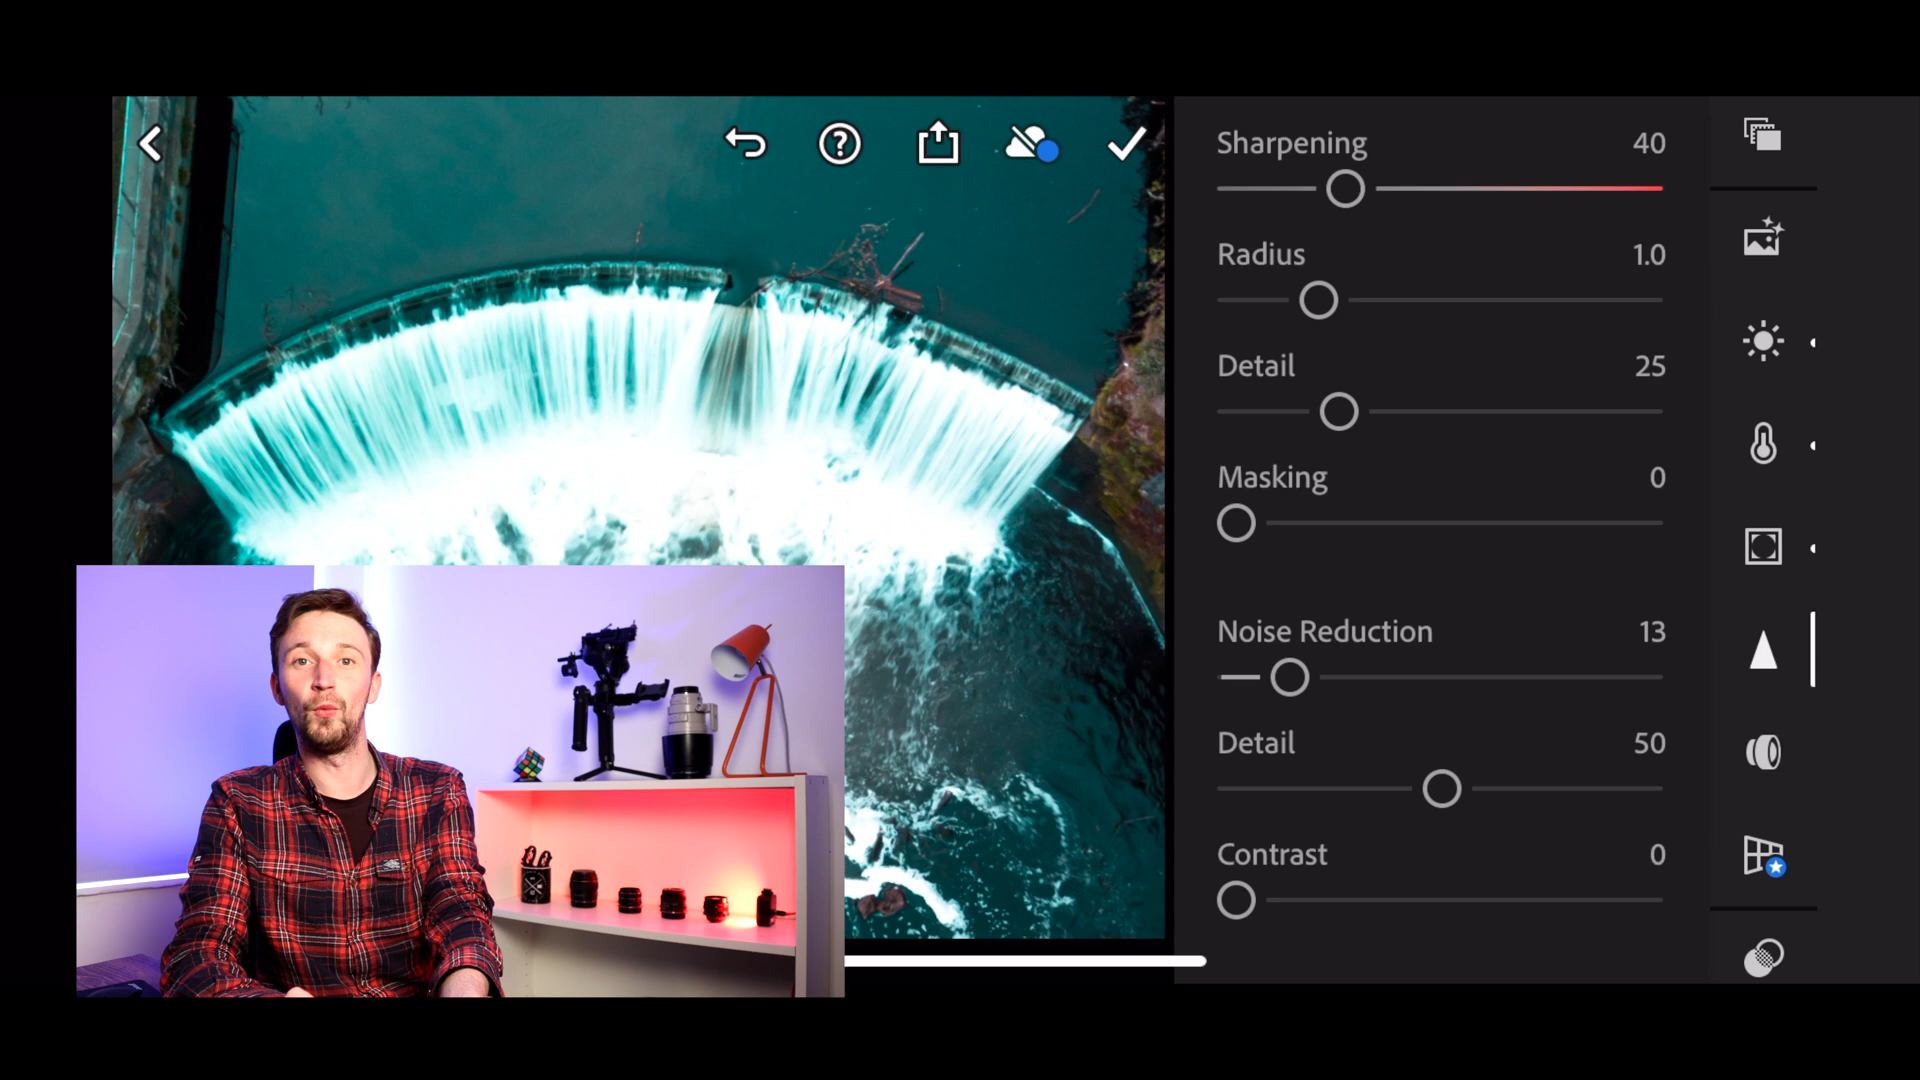 Sharpening 40
Radius 1.0
Detail 25
Masking 0
Noise Reduction 13
Detail 50
Contrast 0